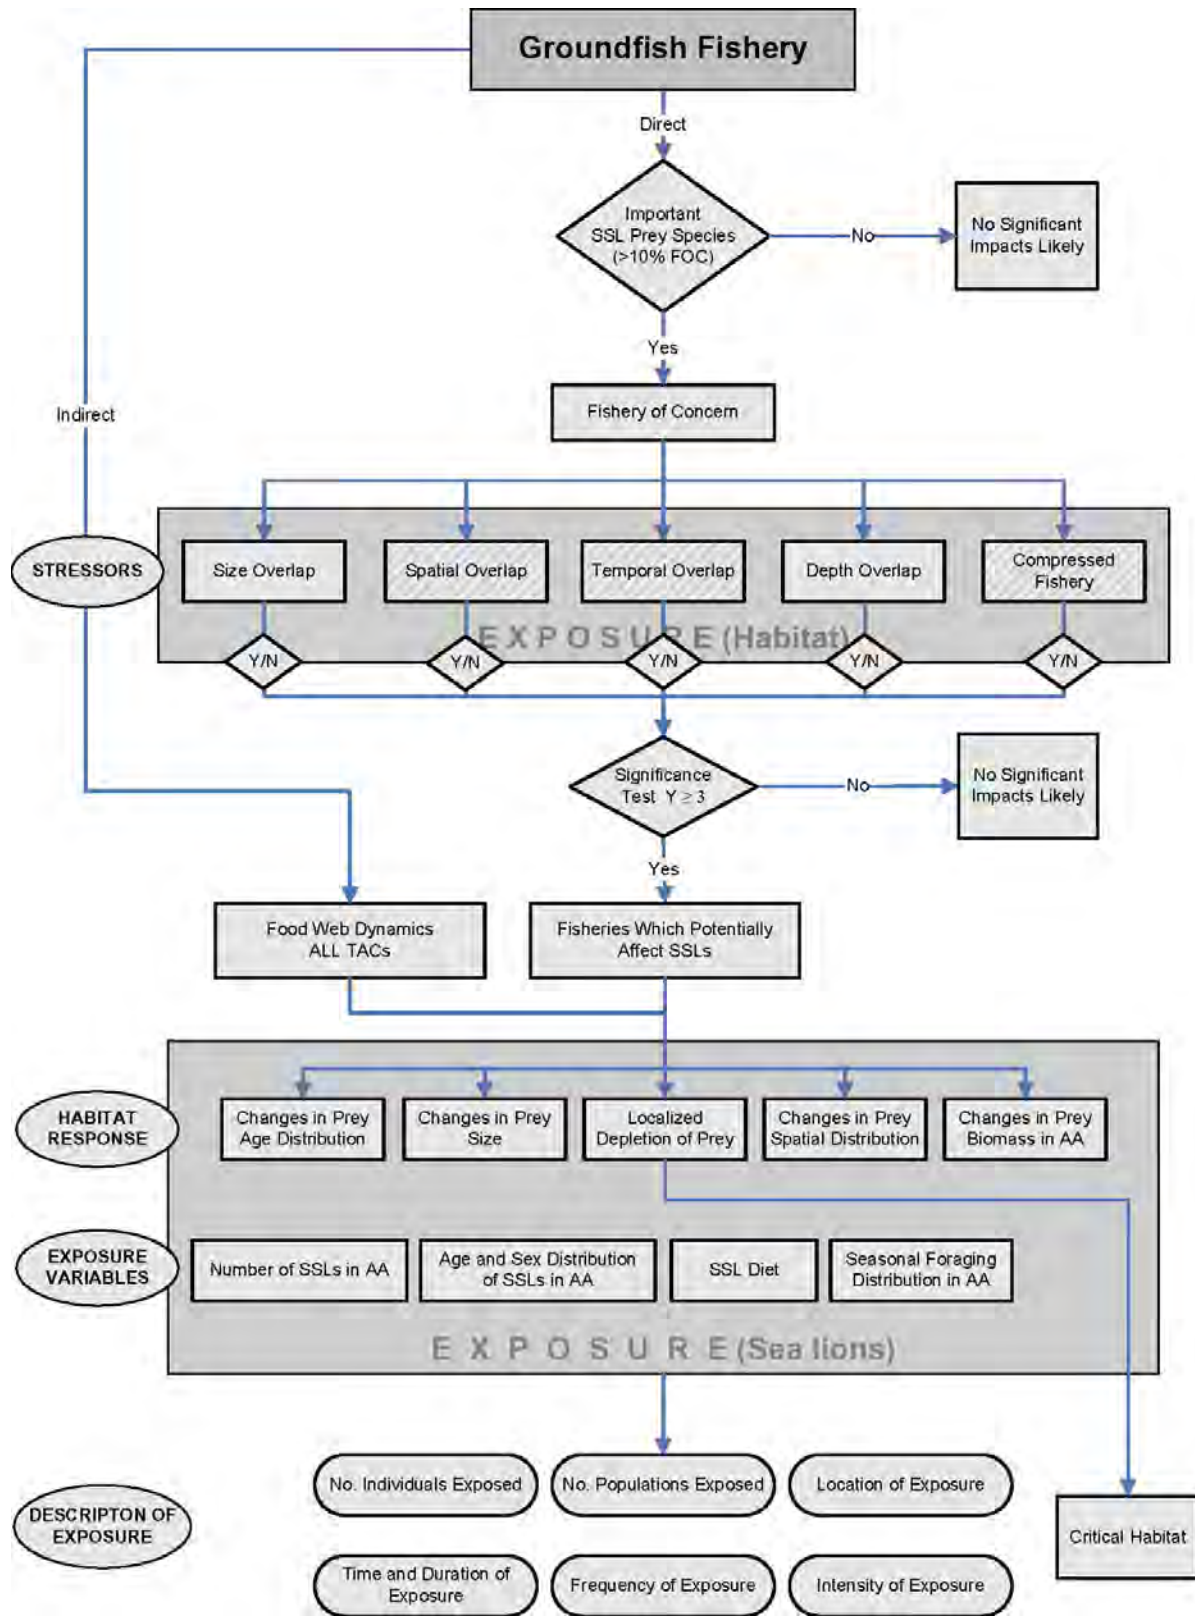 Groundfish Fishery
Direct
Important
SSL Prey Species
(>10% FOC)
No
No Significant
Impacts Likely
Yes
Indirect
Fishery of Concern
STRESSORS
Size Overlap
Spatial Overlap
Temporal Overlap
Depth Overlap
Compressed
Fishery
E X P O S U R E (Habitat)
Y/N
Y/N
Y/N
Y/N
Y/N
Significance
Test Y ≥ 3
No
No Significant
Impacts Likely
Yes
Food Web Dynamics
ALL TACs
Fisheries Which Potentially
Affect SSLs
HABITAT
RESPONSE
Changes in Prey
Age Distribution
Changes in Prey
Size
Localized
Depletion of Prey
Changes in Prey
Spatial Distribution
Changes in Prey
Biomass in AA
EXPOSURE
VARIABLES
Number of SSLs in AA
Age and Sex Distribution
of SSLs in AA
SSL Diet
Seasonal Foraging
Distribution in AA
E X P O S U R E (Sea lions)
DESCRIPTON OF
EXPOSURE
No. Individuals Exposed
No. Populations Exposed
Location of Exposure
Critical Habitat
Time and Duration of
Exposure
Frequency of Exposure
Intensity of Exposure